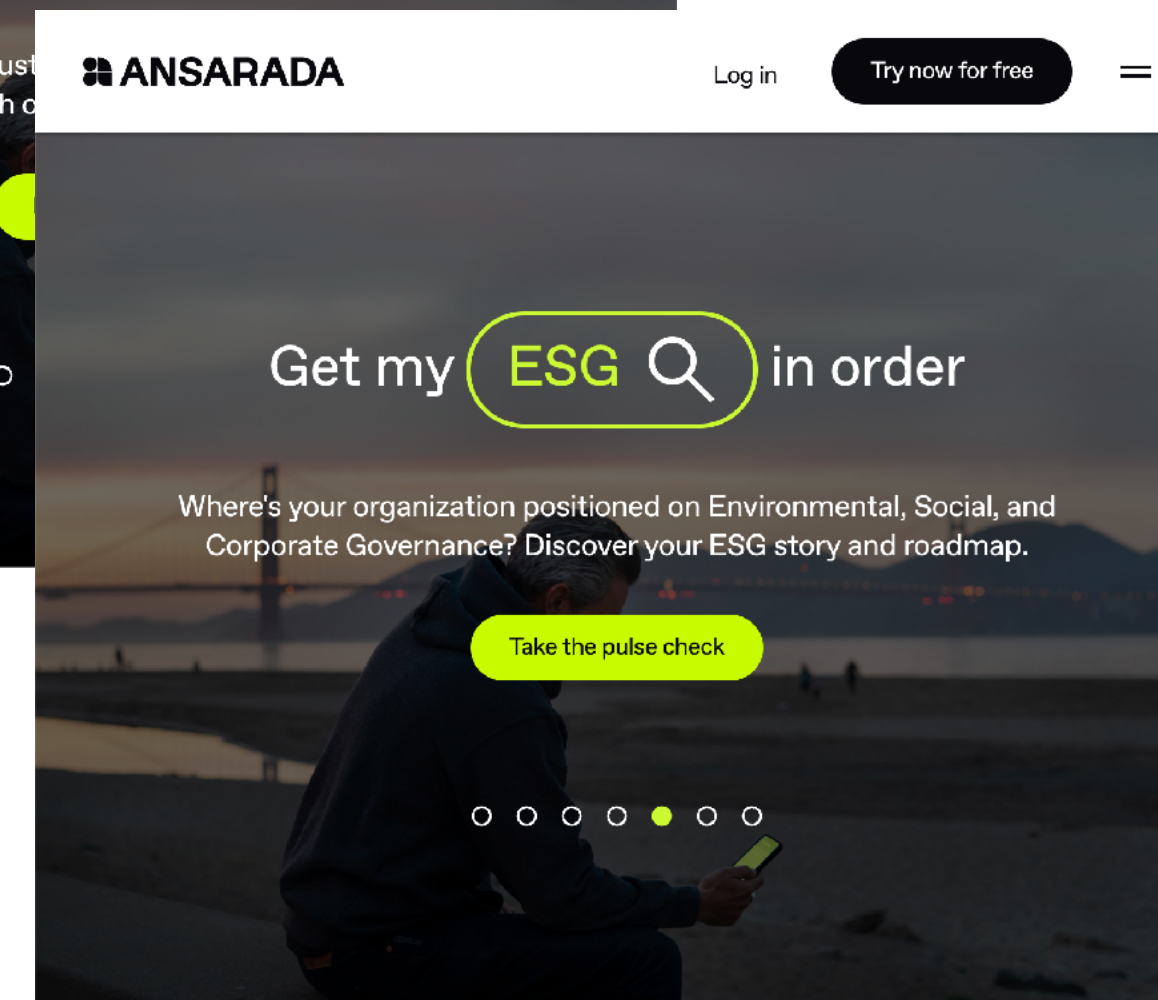 ANSARADA
Log in
Try now for free
Get my ESG in order
Where's your organization positioned on Environmental, Social, and
Corporate Governance? Discover your ESG story and roadmap.
Take the pulse check